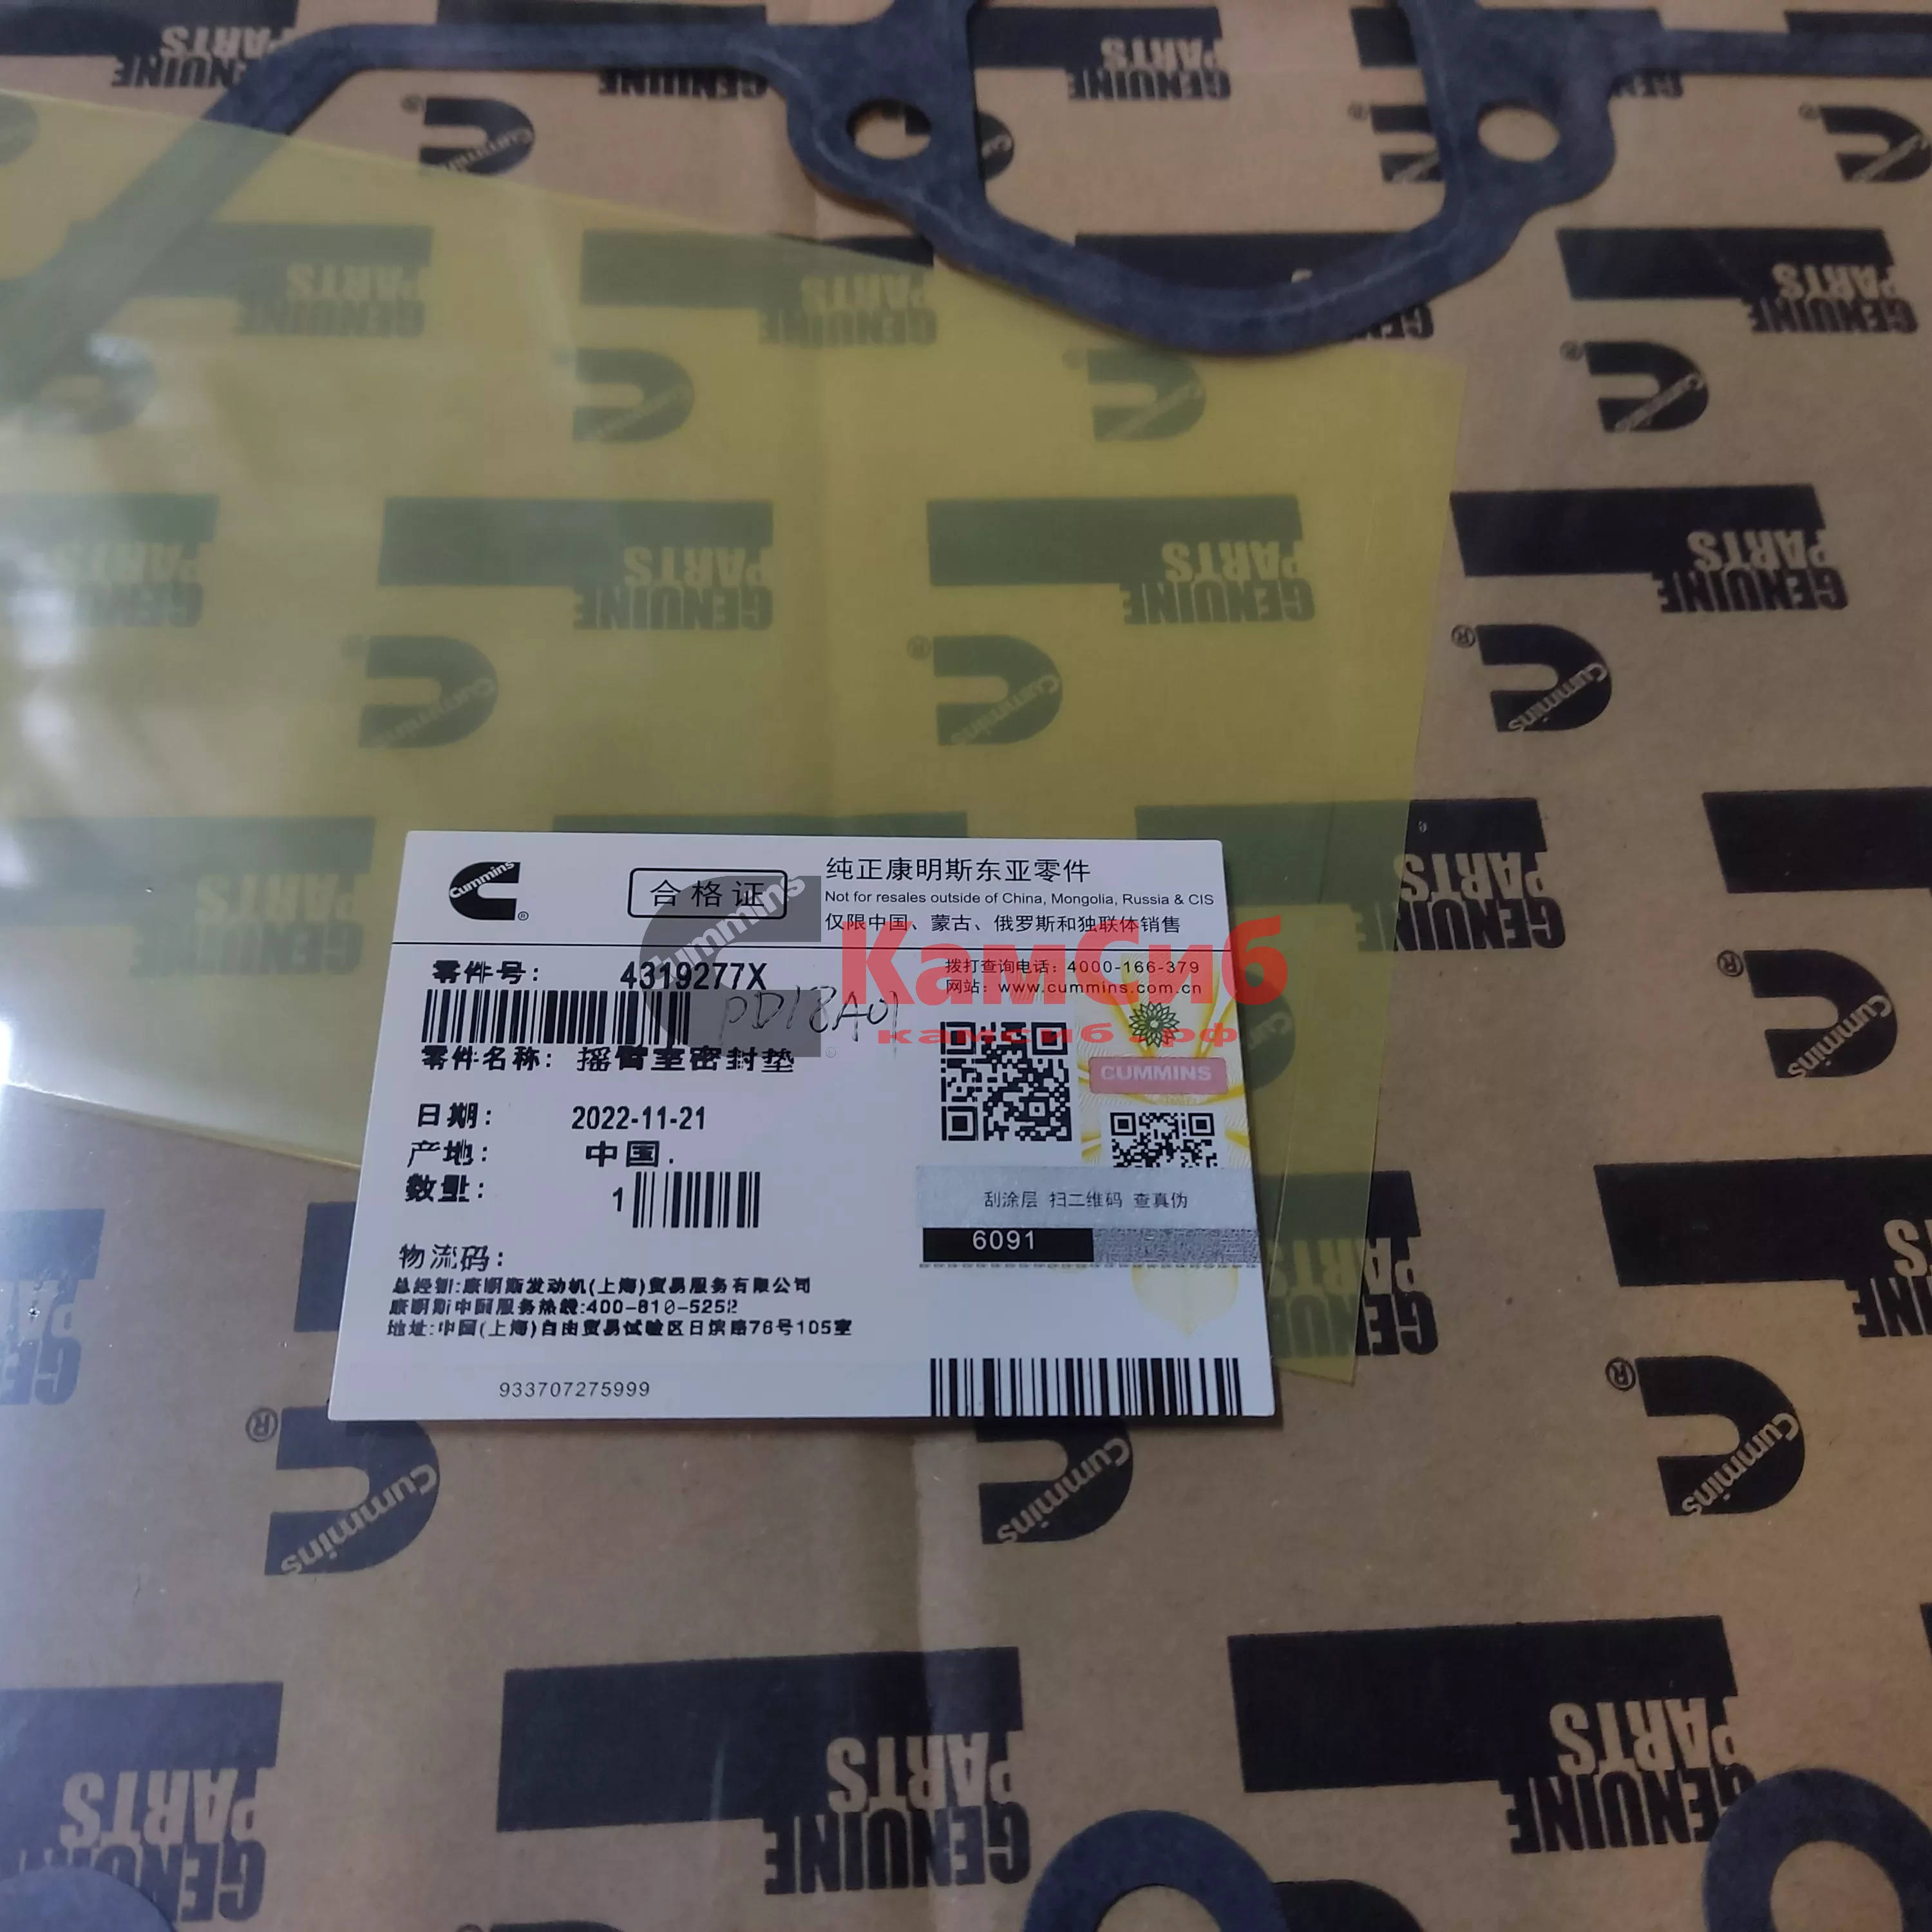 Cummins
®
合格证
纯正康明斯东亚零件
Not for resales outside of China, Mongolia, Russia & CIS
仅限中国、蒙古、俄罗斯和独联体销售
零件号: 4319277X
PD18A01
拨打查询电话: 4000-166-379
网站: www.cummins.com.cn
КамСиб
камсиб.рф
零件名称: 摇臂室密封垫
CUMMINS
日期: 2022-11-21
产地: 中国.
数量: 1
刮涂层 扫二维码 查真伪
6091
物流码:
总经销:康明斯发动机(上海)贸易服务有限公司
康明斯中国服务热线:400-810-5252
地址:中国(上海)自由贸易试验区日滨路76号105室
933707275999
GENUINE
PARTS
Cummins
®